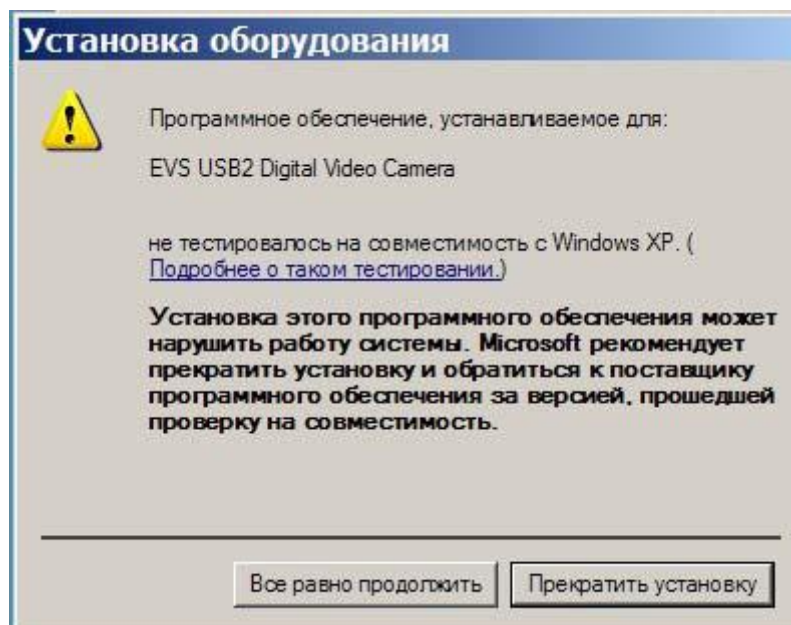 Установка оборудования
Программное обеспечение, устанавливаемое для:
EVS USB2 Digital Video Camera
не тестировалось на совместимость с Windows XP. (
Подробнее о таком тестировании.)
Установка этого программного обеспечения может
нарушить работу системы. Microsoft рекомендует
прекратить установку и обратиться к поставщику
программного обеспечения за версией, прошедшей
проверку на совместимость.
Все равно продолжить
Прекратить установку